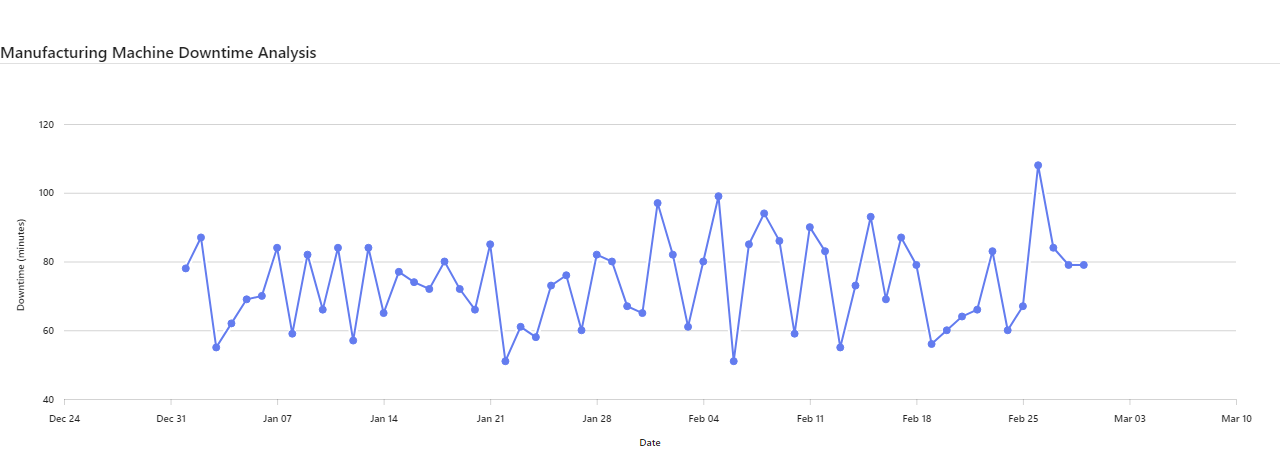 Manufacturing Machine Downtime Analysis
120
100
80
60
40
Downtime (minutes)
Dec 24 Dec 31 Jan 07 Jan 14 Jan 21 Jan 28 Feb 04 Feb 11 Feb 18 Feb 25 Mar 03 Mar 10
Date